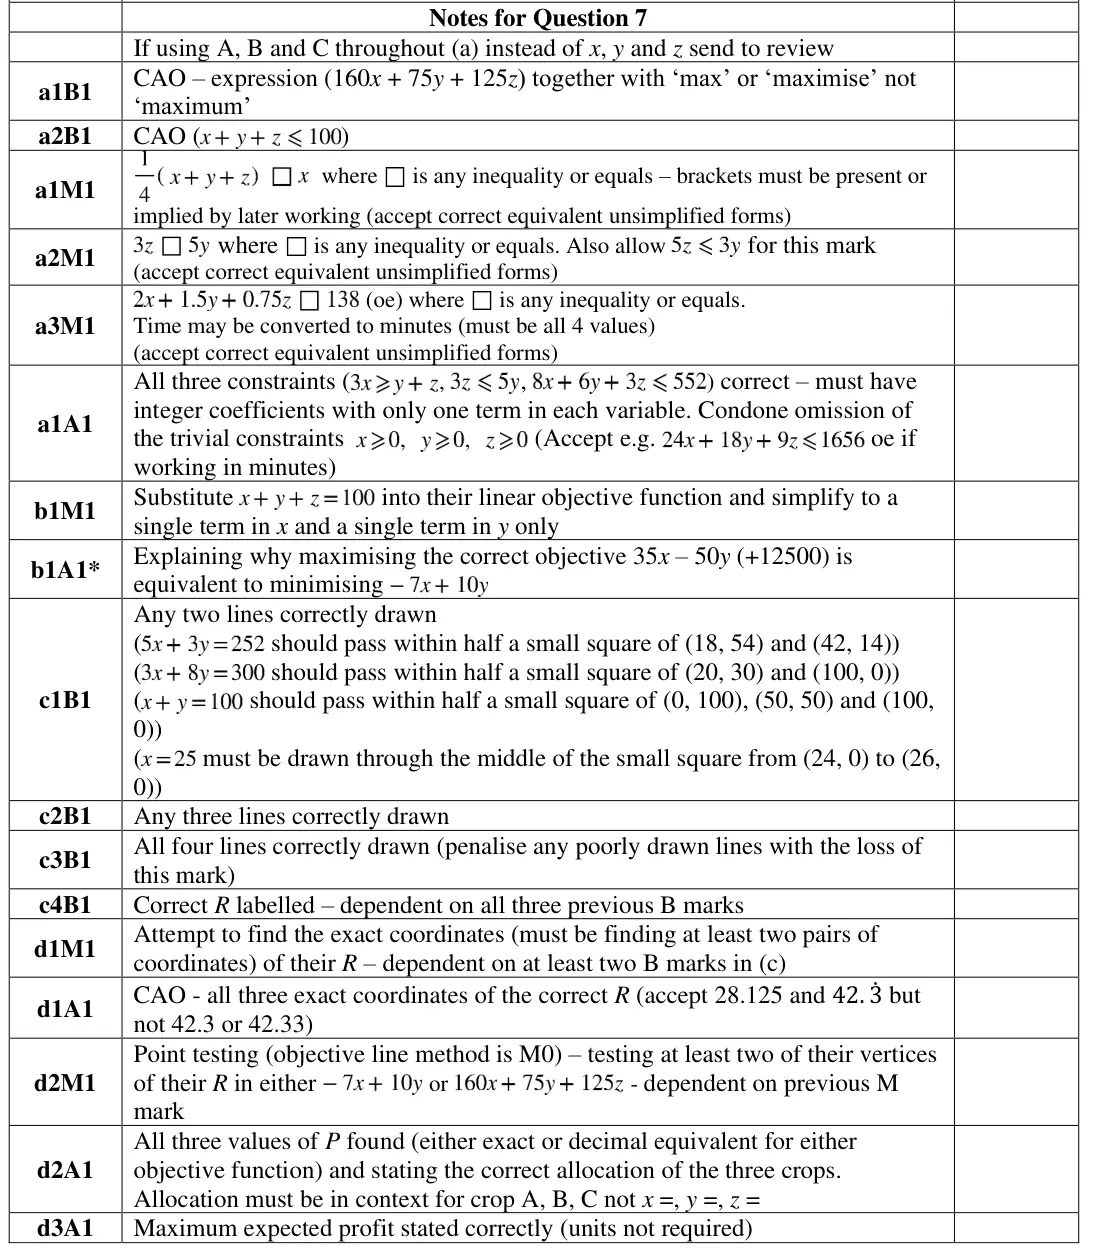 Notes for Question 7
If using A, B and C throughout (a) instead of x, y and z send to review
a1B1
CAO – expression (160x + 75y + 125z) together with ‘max’ or ‘maximise’ not
‘maximum’
a2B1
CAO (x + y + z ⩽ 100)
a1M1
1/4 ( x + y + z) □ x where □ is any inequality or equals – brackets must be present or
implied by later working (accept correct equivalent unsimplified forms)
a2M1
3z □ 5y where □ is any inequality or equals. Also allow 5z ⩽ 3y for this mark
(accept correct equivalent unsimplified forms)
a3M1
2x + 1.5y + 0.75z □ 138 (oe) where □ is any inequality or equals.
Time may be converted to minutes (must be all 4 values)
(accept correct equivalent unsimplified forms)
a1A1
All three constraints (3x ⩾ y + z, 3z ⩽ 5y, 8x + 6y + 3z ⩽ 552) correct – must have
integer coefficients with only one term in each variable. Condone omission of
the trivial constraints x ⩾ 0, y ⩾ 0, z ⩾ 0 (Accept e.g. 24x + 18y + 9z ⩽ 1656 oe if
working in minutes)
b1M1
Substitute x + y + z = 100 into their linear objective function and simplify to a
single term in x and a single term in y only
b1A1*
Explaining why maximising the correct objective 35x – 50y (+12500) is
equivalent to minimising – 7x + 10y
c1B1
Any two lines correctly drawn
(5x + 3y = 252 should pass within half a small square of (18, 54) and (42, 14))
(3x + 8y = 300 should pass within half a small square of (20, 30) and (100, 0))
(x + y = 100 should pass within half a small square of (0, 100), (50, 50) and (100,
0))
(x = 25 must be drawn through the middle of the small square from (24, 0) to (26,
0))
c2B1
Any three lines correctly drawn
c3B1
All four lines correctly drawn (penalise any poorly drawn lines with the loss of
this mark)
c4B1
Correct R labelled – dependent on all three previous B marks
d1M1
Attempt to find the exact coordinates (must be finding at least two pairs of
coordinates) of their R – dependent on at least two B marks in (c)
d1A1
CAO - all three exact coordinates of the correct R (accept 28.125 and 42.3̇ but
not 42.3 or 42.33)
d2M1
Point testing (objective line method is M0) – testing at least two of their vertices
of their R in either – 7x + 10y or 160x + 75y + 125z - dependent on previous M
mark
d2A1
All three values of P found (either exact or decimal equivalent for either
objective function) and stating the correct allocation of the three crops.
Allocation must be in context for crop A, B, C not x =, y =, z =
d3A1
Maximum expected profit stated correctly (units not required)